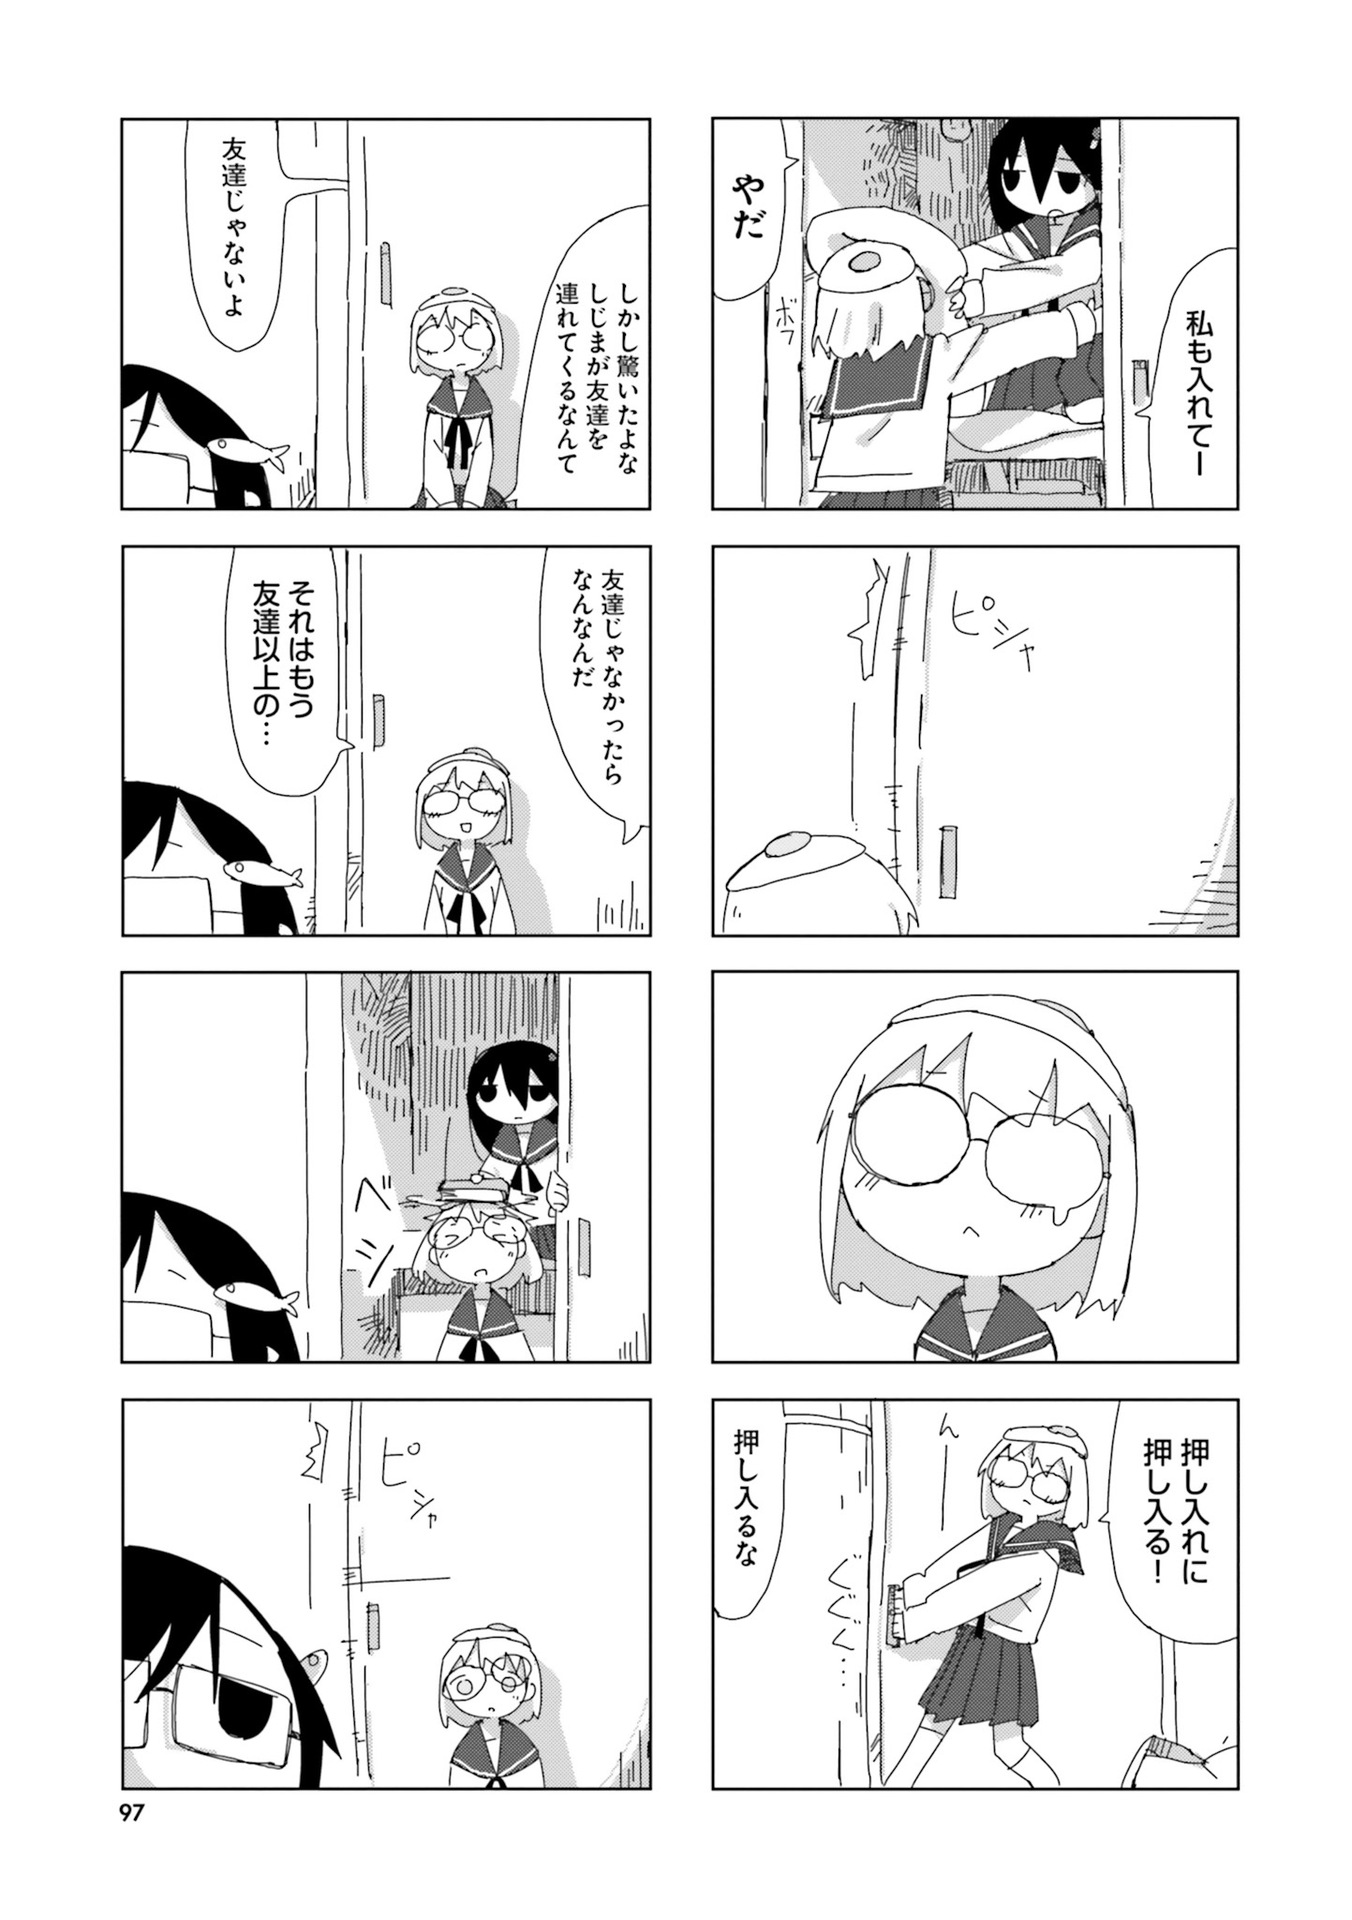 私も入れてー
やだ
ボフ
ピシャ
押し入れに
押し入る！
ん
押し入るな
しかし驚いたよな
しじまが友達を
連れてくるなんて
友達じゃないよ
友達じゃなかったら
なんなんだ
それはもう
友達以上の…
ベシ
ピシャ
97